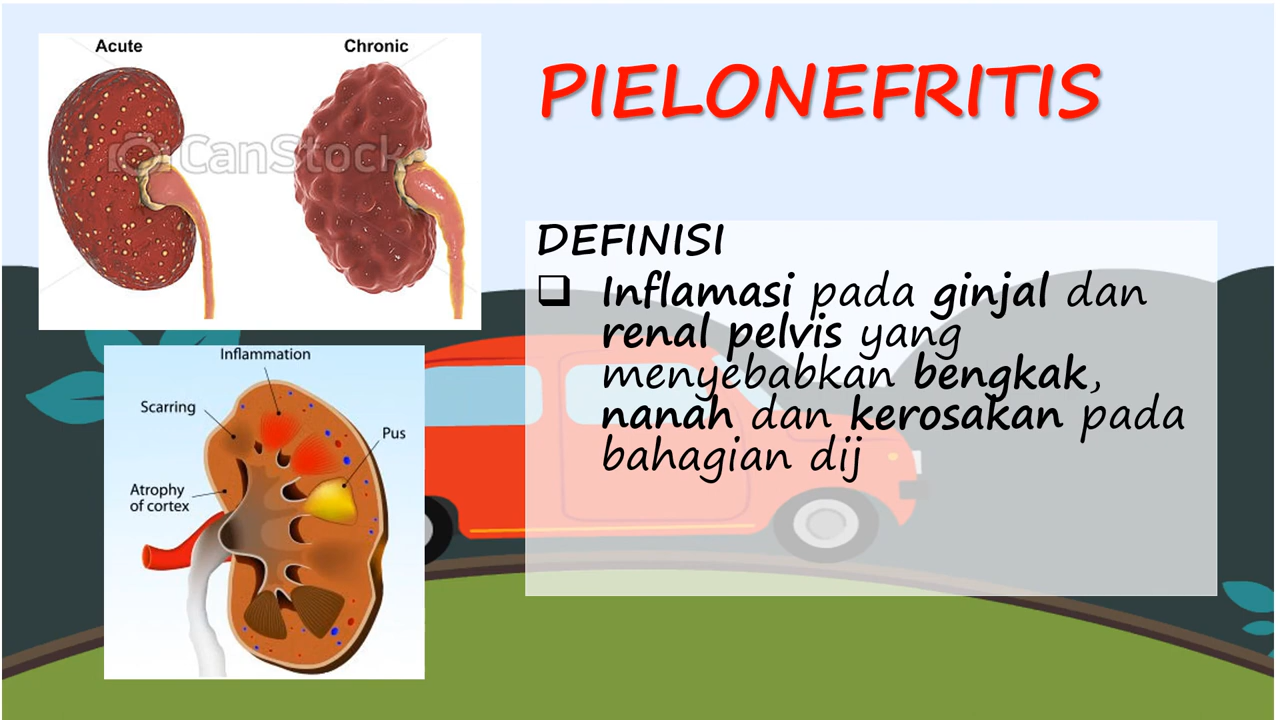 Acute Chronic
CanStock
Inflammation
Scarring
Pus
Atrophy
of cortex
PIELONEFRITIS
DEFINISI
Inflamasi pada ginjal dan
renal pelvis yang
menyebabkan bengkak,
nanah dan kerosakan pada
bahagian dij